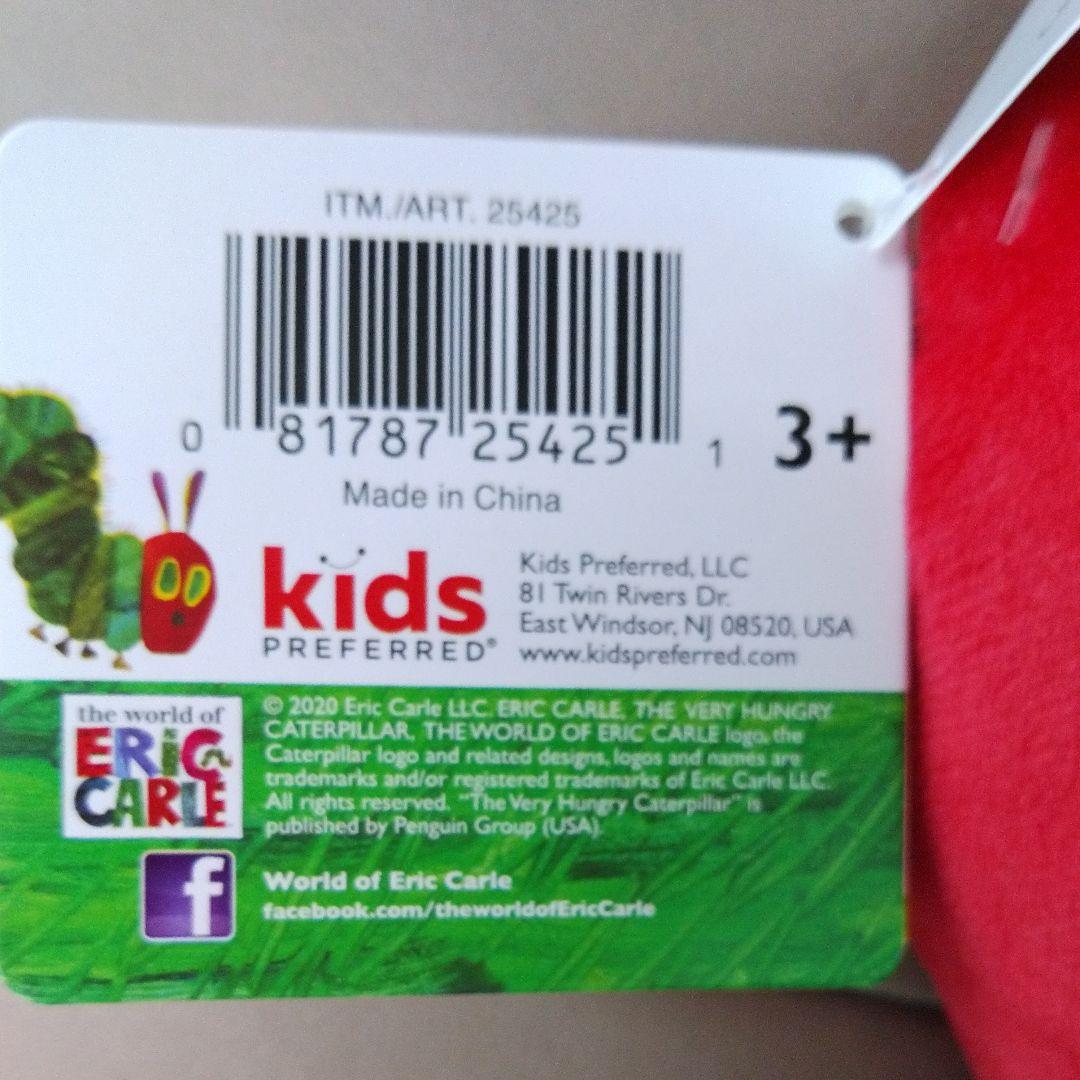 ITM./ART. 25425
0 81787 25425 1
3+
Made in China
kids
PREFERRED®
Kids Preferred, LLC
81 Twin Rivers Dr.
East Windsor, NJ 08520, USA
www.kidspreferred.com
the world of
ERIC
CARLE
© 2020 Eric Carle LLC. ERIC CARLE, THE VERY HUNGRY
CATERPILLAR, THE WORLD OF ERIC CARLE logo, the
Caterpillar logo and related designs, logos and names are
trademarks and/or registered trademarks of Eric Carle LLC.
All rights reserved. "The Very Hungry Caterpillar" is
published by Penguin Group (USA).
f
World of Eric Carle
facebook.com/theworldofEricCarle